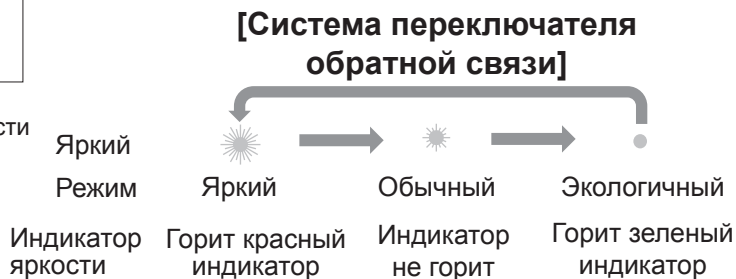 [Система переключателя
обратной связи]
Яркий
Режим Яркий Обычный Экологичный
Индикатор Горит красный Индикатор Горит зеленый
яркости индикатор не горит индикатор